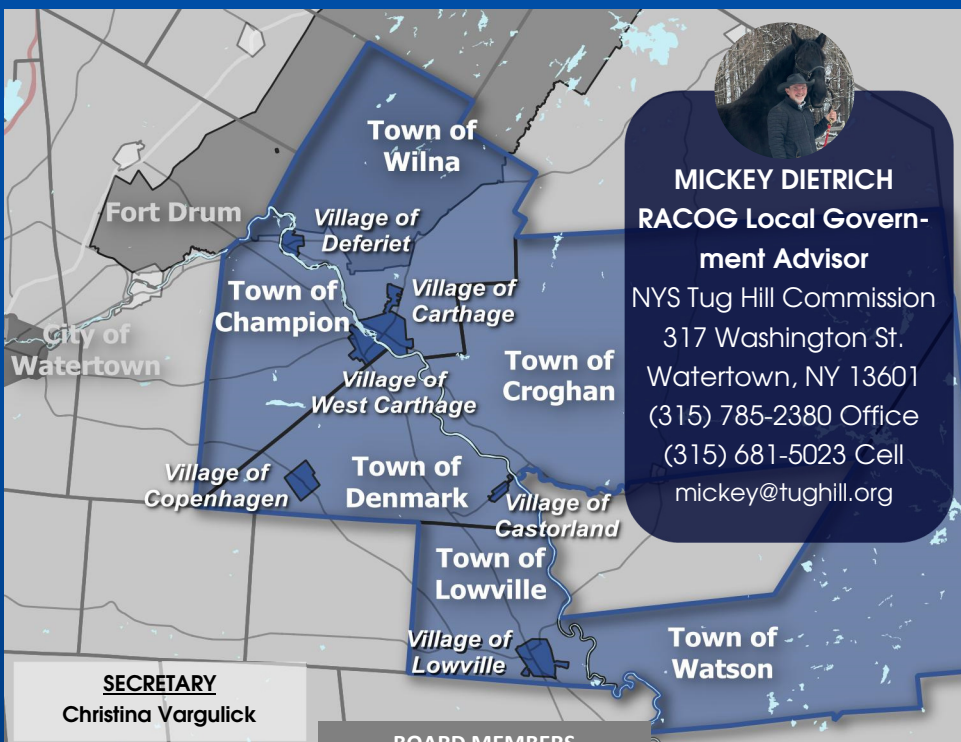 Town of
Wilna
Fort Drum
Village of
Deferiet
Town of
Champion
Village of
Carthage
City of
Watertown
Town of
Croghan
Village of
West Carthage
Village of
Copenhagen
Town of
Denmark
Village of
Castorland
Town of
Lowville
Village of
Lowville
Town of
Watson
MICKEY DIETRICH
RACOG Local Govern-
ment Advisor
NYS Tug Hill Commission
317 Washington St.
Watertown, NY 13601
(315) 785-2380 Office
(315) 681-5023 Cell
mickey@tughill.org
SECRETARY
Christina Vargulick
BOARD MEMBERS